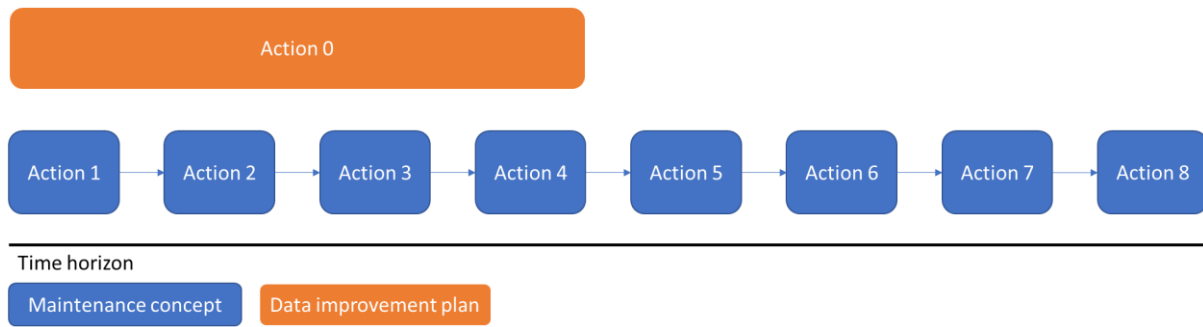 Action 0
Action 1
Action 2
Action 3
Action 4
Action 5
Action 6
Action 7
Action 8
Time horizon
Maintenance concept
Data improvement plan